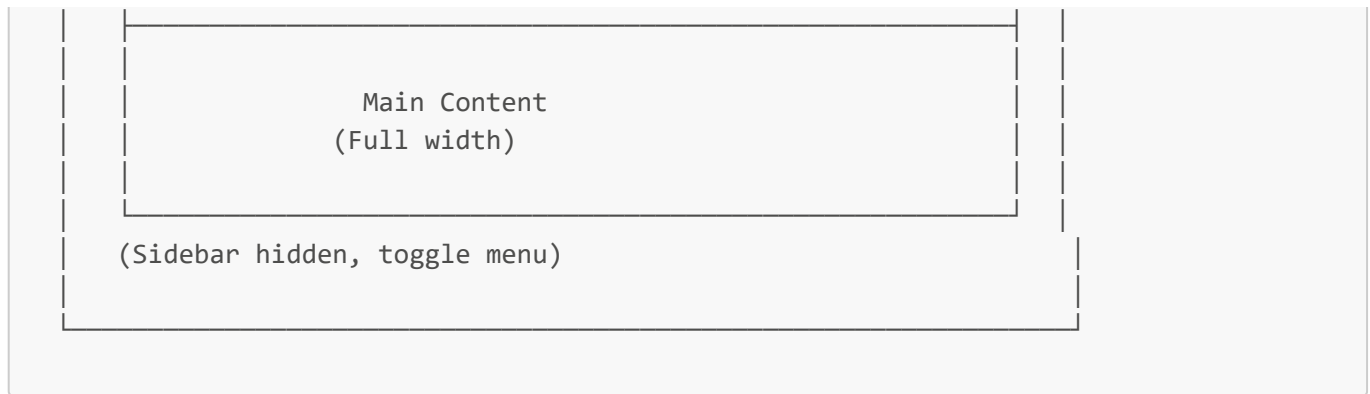 Main Content
(Full width)
(Sidebar hidden, toggle menu)